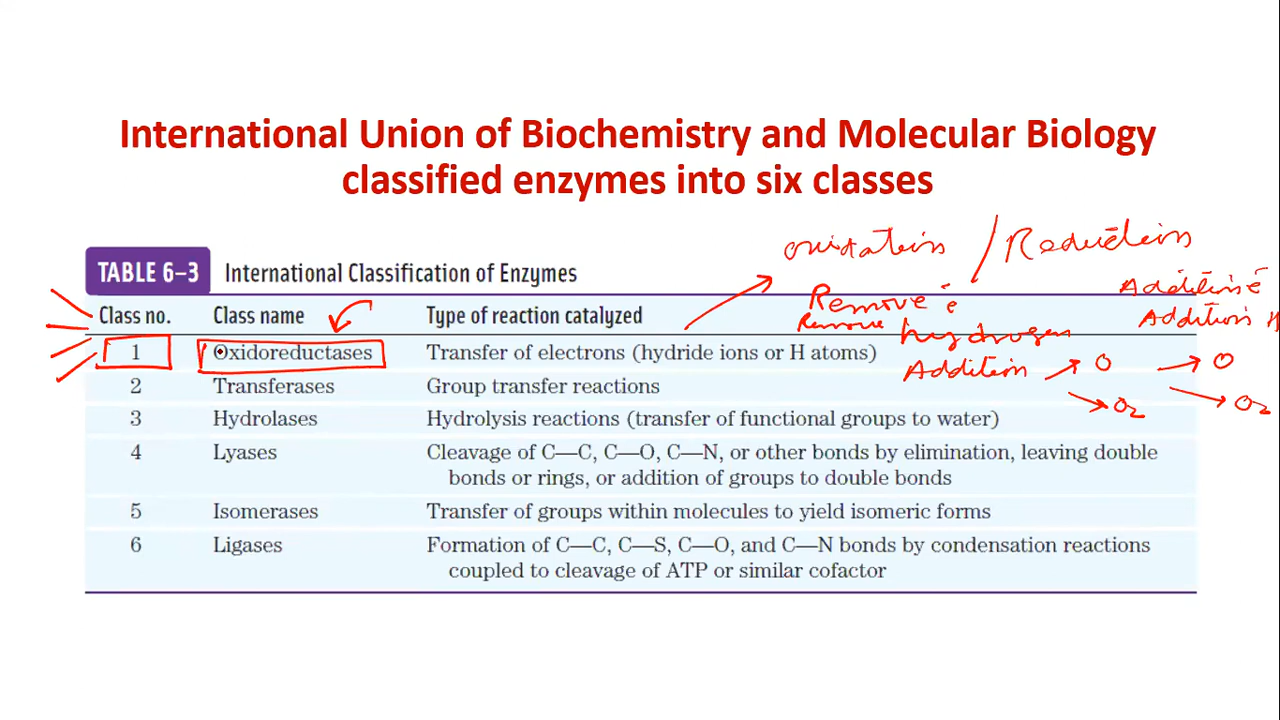 International Union of Biochemistry and Molecular Biology
classified enzymes into six classes
Oxidation / Reduction
TABLE 6–3 International Classification of Enzymes
Remove e
Addition e
Class no. Class name Type of reaction catalyzed
Remove hydrogen
Addition H
1 Oxidoreductases Transfer of electrons (hydride ions or H atoms)
Addition → O → O
→ O2 → O2
2 Transferases Group transfer reactions
3 Hydrolases Hydrolysis reactions (transfer of functional groups to water)
4 Lyases Cleavage of C—C, C—O, C—N, or other bonds by elimination, leaving double
bonds or rings, or addition of groups to double bonds
5 Isomerases Transfer of groups within molecules to yield isomeric forms
6 Ligases Formation of C—C, C—S, C—O, and C—N bonds by condensation reactions
coupled to cleavage of ATP or similar cofactor